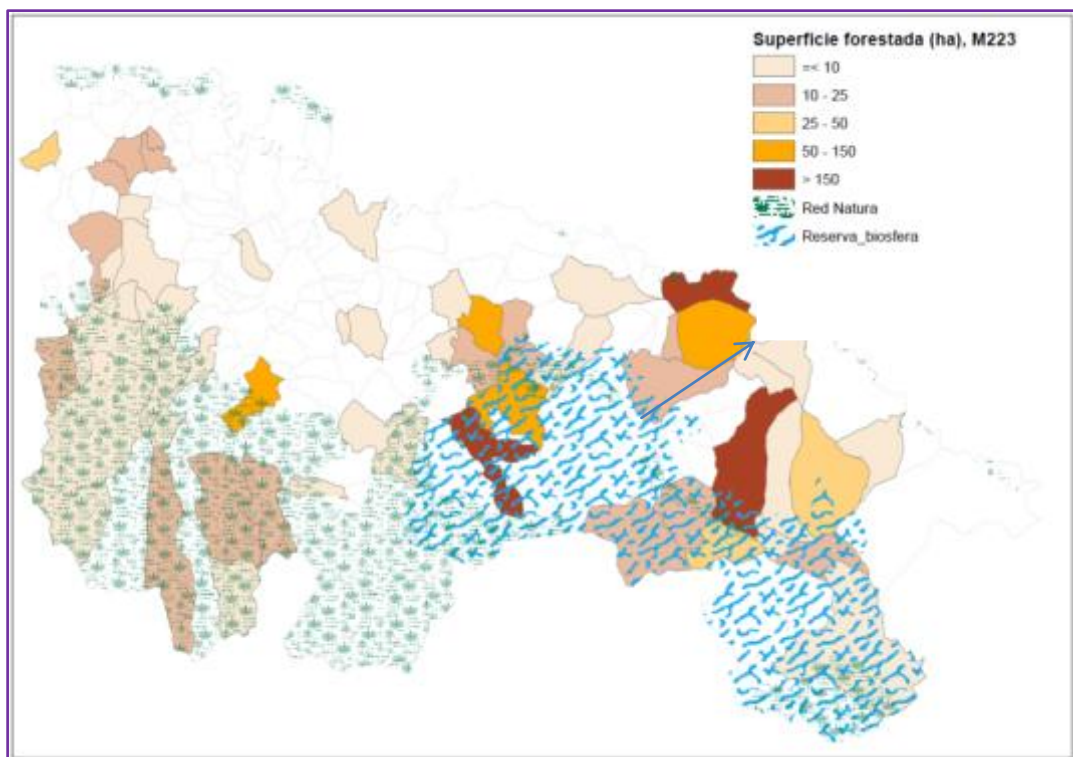 Superficie forestada (ha), M223
=< 10
10 - 25
25 - 50
50 - 150
> 150
Red Natura
Reserva_biosfera